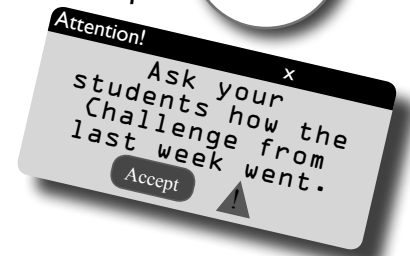 Attention!
x
Ask your
students how the
Challenge from
last week went.
Accept
!